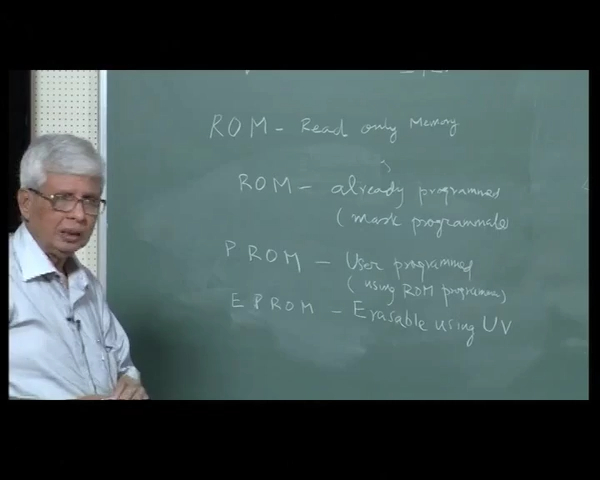 ROM - Read only Memory
ROM - already programmed
(mask programmable)
PROM - User programmed
(using ROM programmer)
EPROM - Erasable using UV